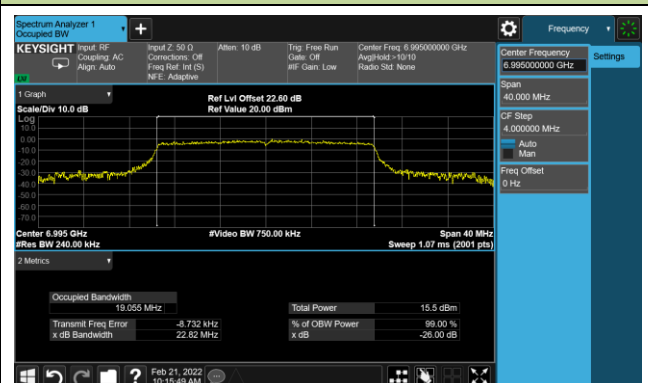 Spectrum Analyzer 1
Occupied BW
Frequency
KEYSIGHT
Input: RF
Coupling: AC
Align: Auto
Input Z: 50 Ω
Corrections: Off
Freq Ref: Int (S)
NFE: Adaptive
Atten: 10 dB
Trig: Free Run
Gate: Off
#IF Gain: Low
Center Freq: 6.995000000 GHz
Avg|Hold:>10/10
Radio Std: None
Center Frequency
6.995000000 GHz
Settings
Span
40.000 MHz
CF Step
4.000000 MHz
Auto
Man
Freq Offset
0 Hz
1 Graph
Scale/Div 10.0 dB
Ref Lvl Offset 22.60 dB
Ref Value 20.00 dBm
Log
10.0
0.00
-10.0
-20.0
-30.0
-40.0
-50.0
-60.0
-70.0
Center 6.995 GHz
#Video BW 750.00 kHz
Span 40 MHz
#Res BW 240.00 kHz
Sweep 1.07 ms (2001 pts)
2 Metrics
Occupied Bandwidth
19.055 MHz
Total Power 15.5 dBm
Transmit Freq Error -8.732 kHz
% of OBW Power 99.00 %
x dB Bandwidth 22.82 MHz
x dB -26.00 dB
Feb 21, 2022
10:15:49 AM